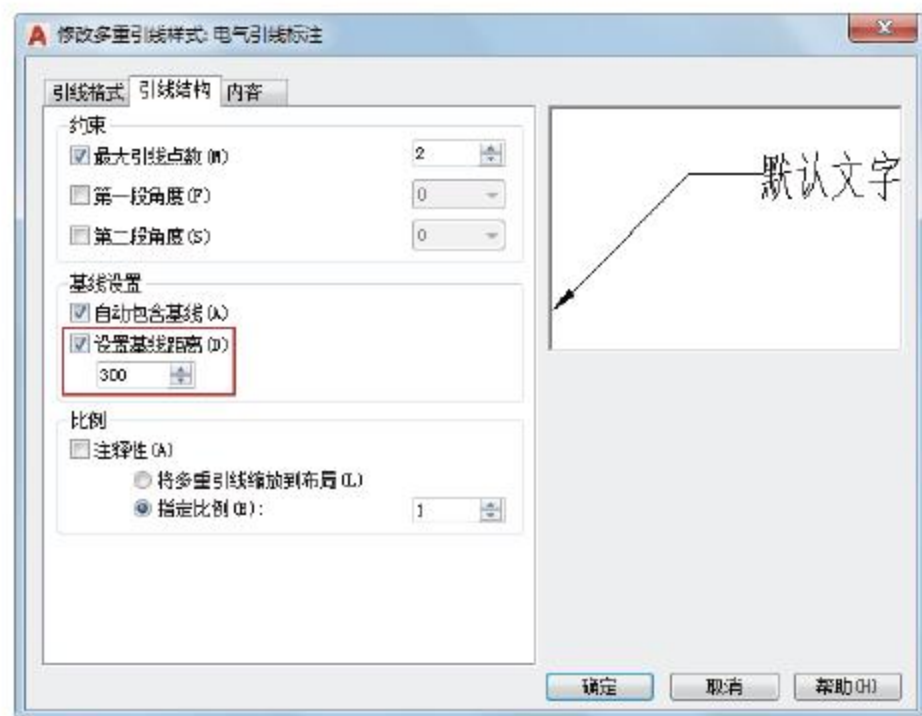 修改多重引线样式: 电气引线标注
引线格式 引线结构 内容
约束
最大引线点数(M) 2
第一段角度(F) 0
第二段角度(S) 0
基线设置
自动包含基线(A)
设置基线距离(D)
300
比例
注释性(A)
将多重引线缩放到布局(L)
指定比例(E): 1
默认文字
确定 取消 帮助(H)